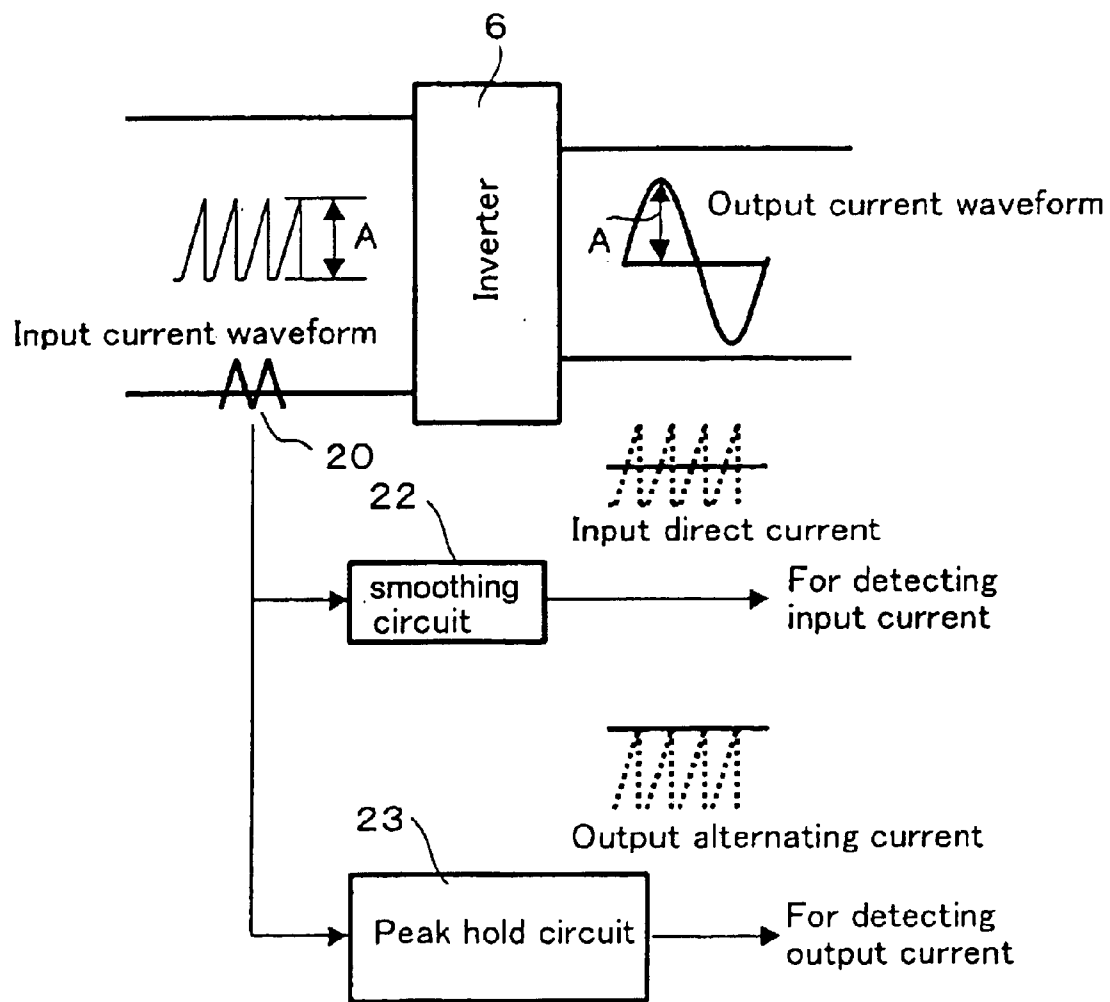 6
Inverter
A
A
Output current waveform
Input current waveform
20
22
Input direct current
smoothing
circuit
For detecting
input current
23
Output alternating current
Peak hold circuit
For detecting
output current